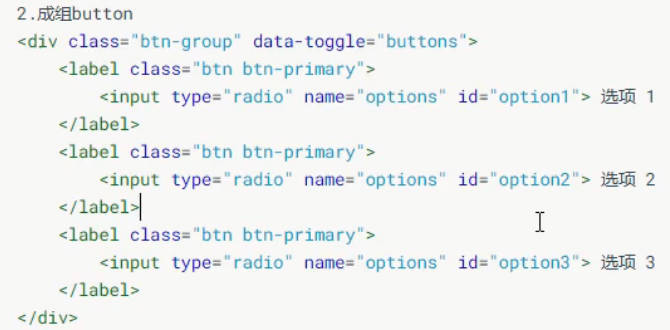 2.成组button
<div class="btn-group" data-toggle="buttons">
<label class="btn btn-primary">
<input type="radio" name="options" id="option1"> 选项 1
</label>
<label class="btn btn-primary">
<input type="radio" name="options" id="option2"> 选项 2
</label>
<label class="btn btn-primary">
<input type="radio" name="options" id="option3"> 选项 3
</label>
</div>